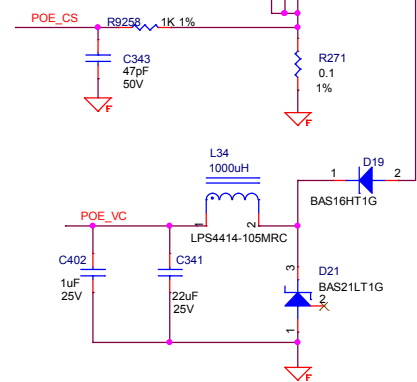 POE_CS
R9258
1K 1%
C343
47pF
50V
F
R271
0.1
1%
F
L34
1000uH
D19
1
2
BAS16HT1G
POE_VC
1
2
LPS4414-105MRC
C402
1uF
25V
C341
22uF
25V
3
D21
BAS21LT1G
2
1
F